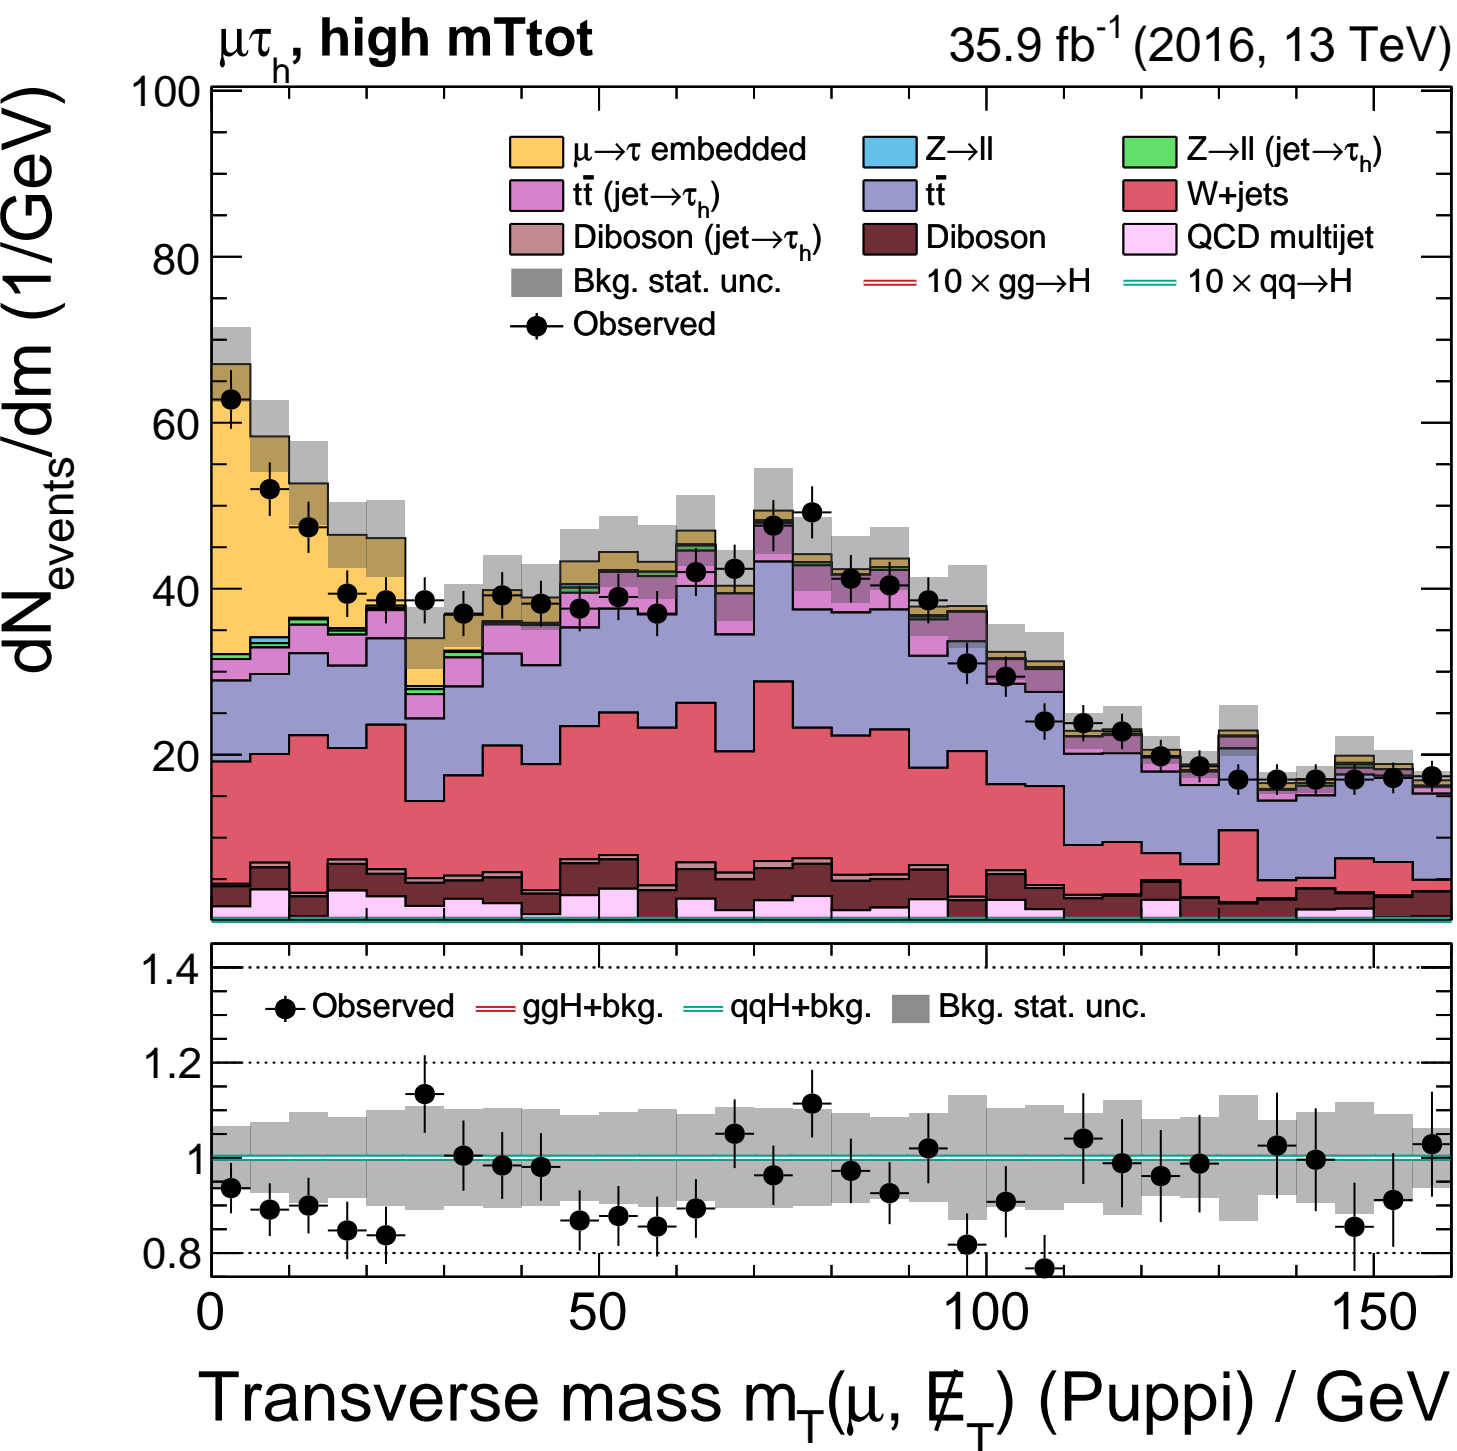 μτh, high mTtot 35.9 fb-1 (2016, 13 TeV)
dNevents/dm (1/GeV)
100
80
60
40
20
μ→τ embedded Z→ll Z→ll (jet→τh)
tt̄ (jet→τh) tt̄ W+jets
Diboson (jet→τh) Diboson QCD multijet
Bkg. stat. unc. 10 × gg→H 10 × qq→H
Observed
1.4
1.2
1
0.8
Observed ggH+bkg. qqH+bkg. Bkg. stat. unc.
0 50 100 150
Transverse mass mT(μ, E̸T) (Puppi) / GeV